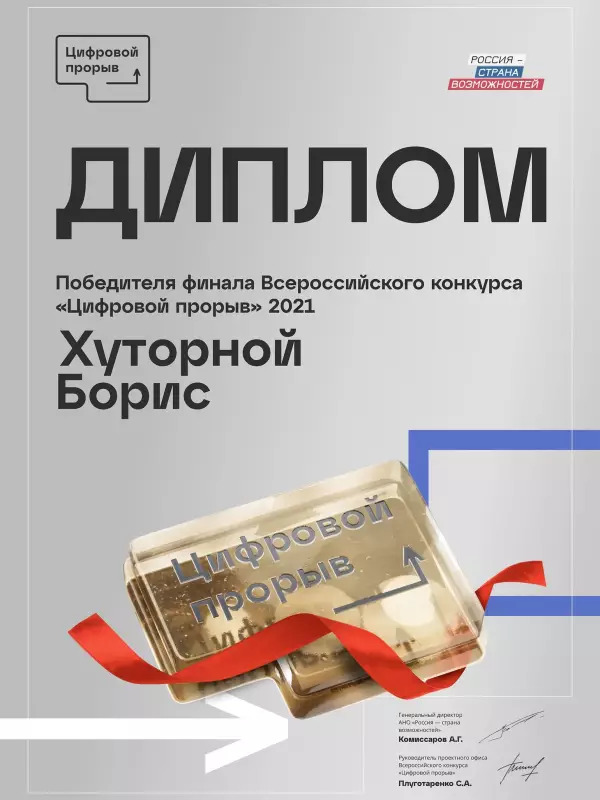 Цифровой
прорыв
РОССИЯ –
СТРАНА
ВОЗМОЖНОСТЕЙ
ДИПЛОМ
Победителя финала Всероссийского конкурса
«Цифровой прорыв» 2021
Хуторной
Борис
Цифровой
прорыв
Генеральный директор
АНО «Россия — страна
возможностей»
Комиссаров А.Г.
Руководитель проектного офиса
Всероссийского конкурса
«Цифровой прорыв»
Плуготаренко С.А.